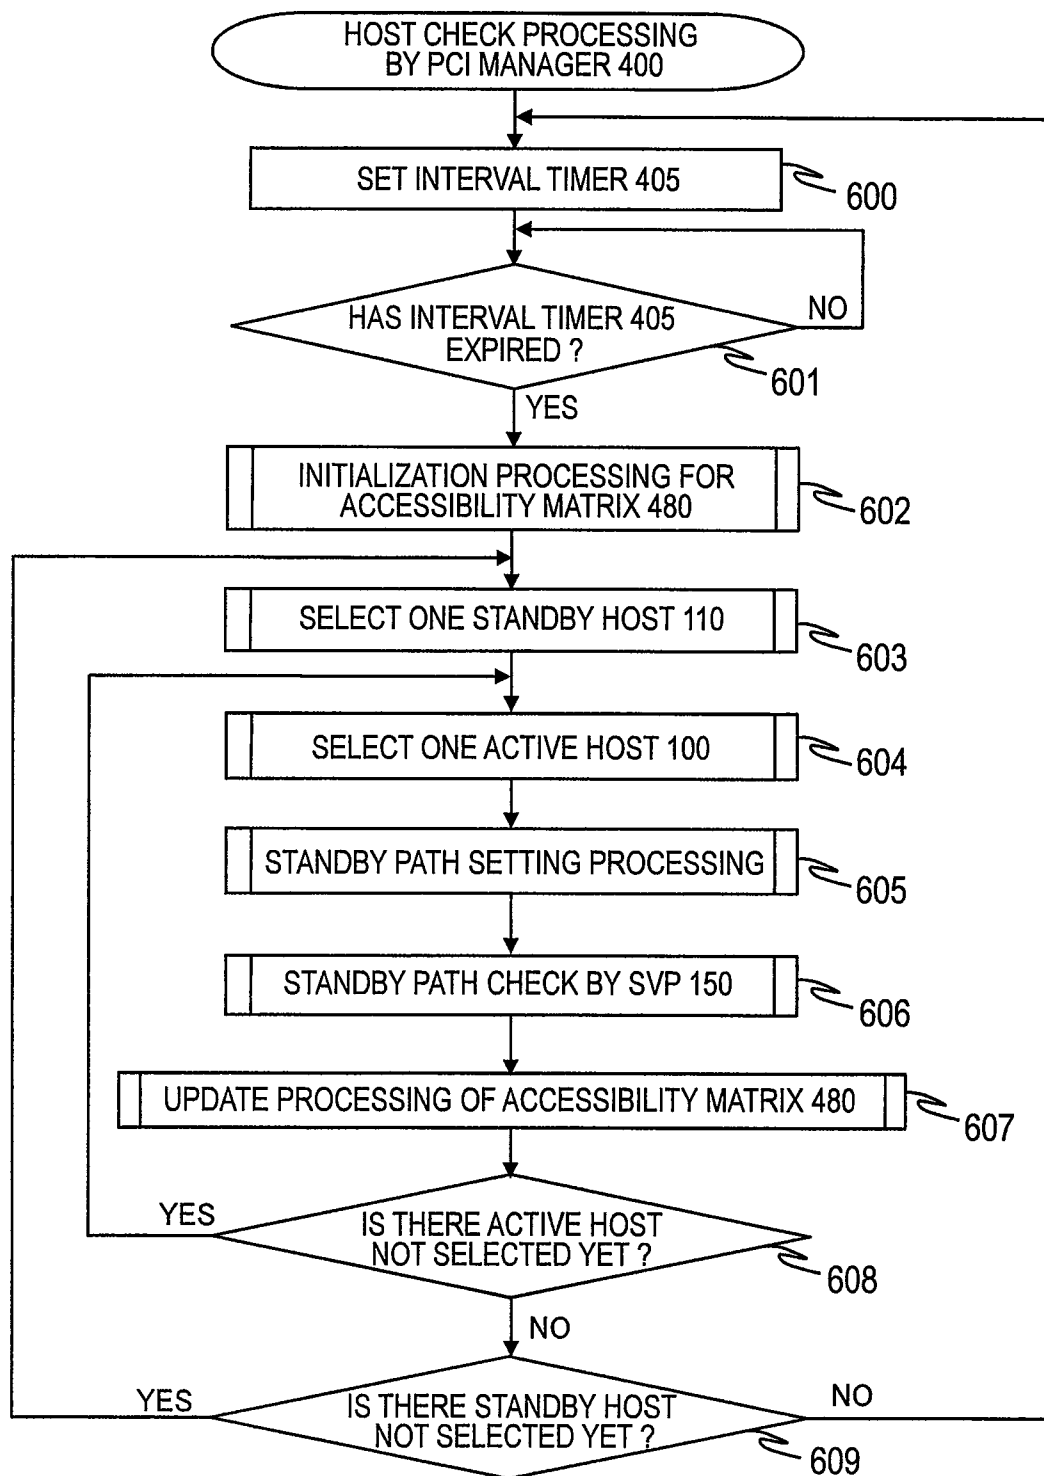 HOST CHECK PROCESSING
BY PCI MANAGER 400
SET INTERVAL TIMER 405
600
HAS INTERVAL TIMER 405
EXPIRED ?
NO
601
YES
INITIALIZATION PROCESSING FOR
ACCESSIBILITY MATRIX 480
602
SELECT ONE STANDBY HOST 110
603
SELECT ONE ACTIVE HOST 100
604
STANDBY PATH SETTING PROCESSING
605
STANDBY PATH CHECK BY SVP 150
606
UPDATE PROCESSING OF ACCESSIBILITY MATRIX 480
607
YES
IS THERE ACTIVE HOST
NOT SELECTED YET ?
608
NO
YES
IS THERE STANDBY HOST
NOT SELECTED YET ?
NO
609